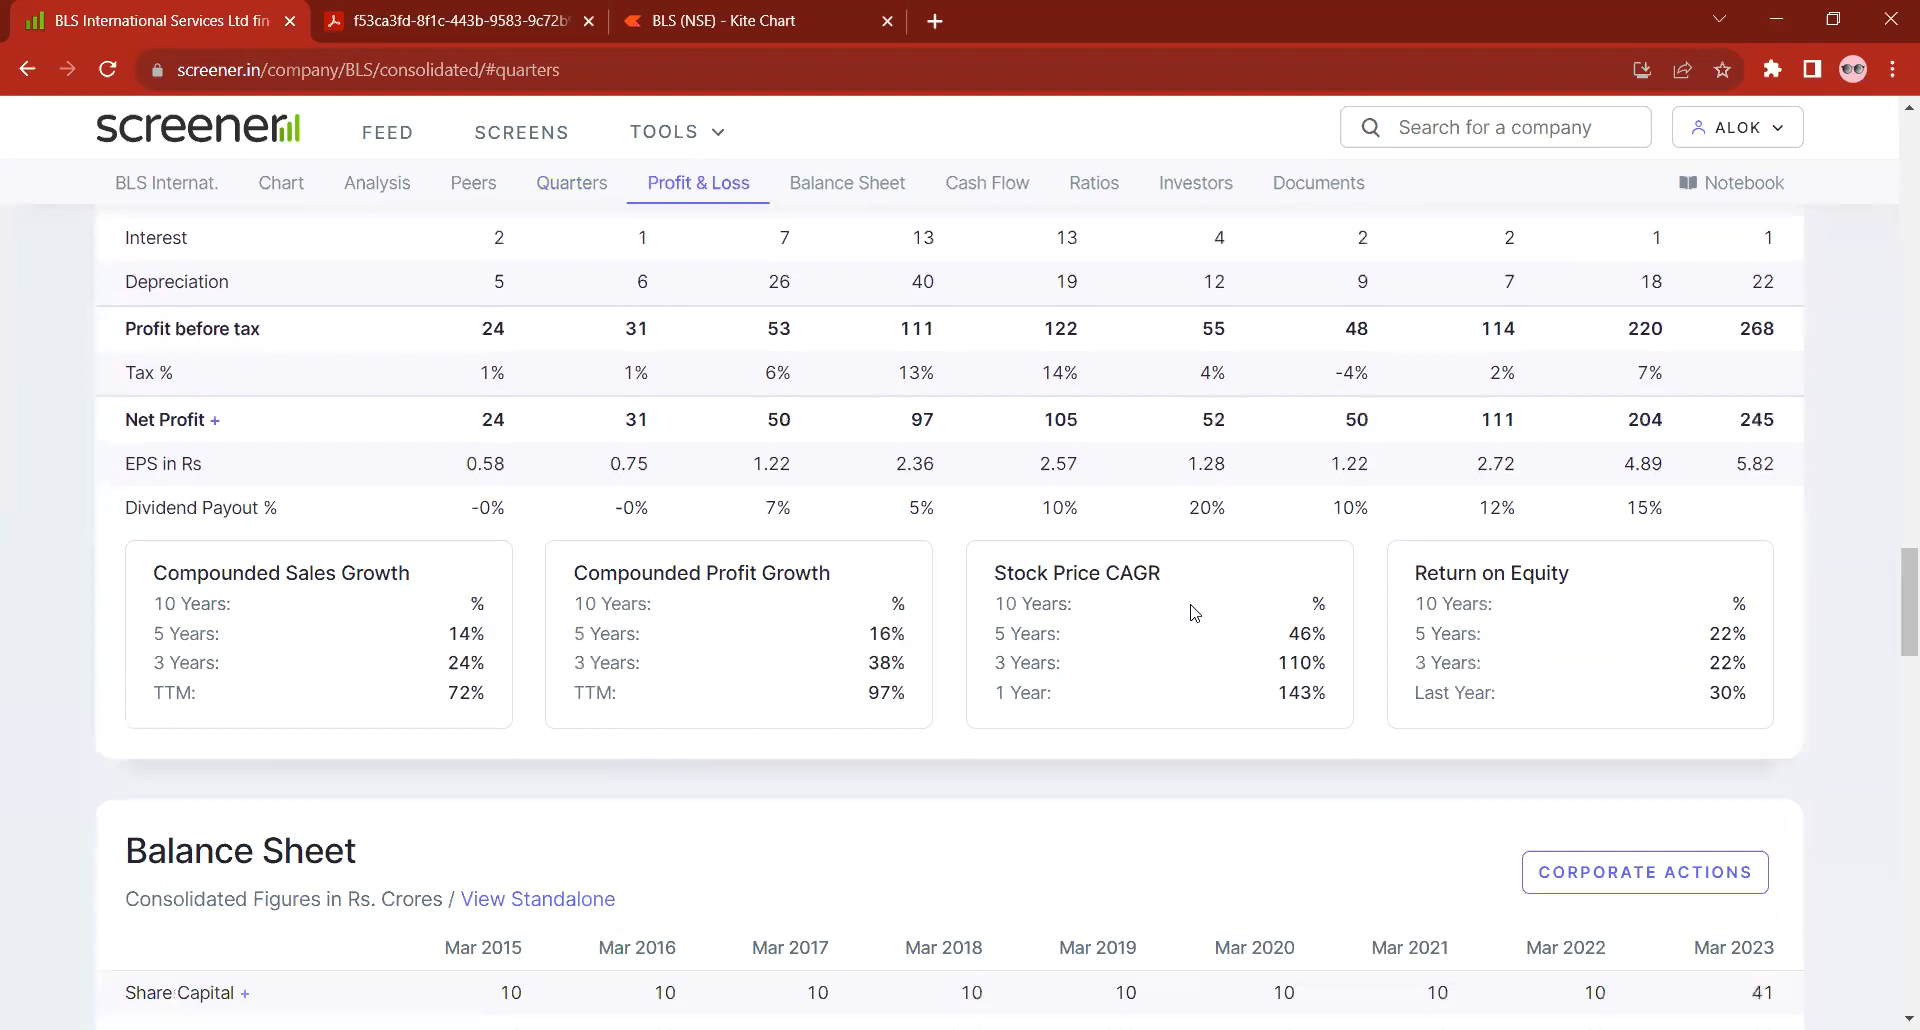 BLS International Services Ltd fin
f53ca3fd-8f1c-443b-9583-9c72b
BLS (NSE) - Kite Chart
screener.in/company/BLS/consolidated/#quarters
screener
FEED SCREENS TOOLS
Search for a company
ALOK
BLS Internat. Chart Analysis Peers Quarters Profit & Loss Balance Sheet Cash Flow Ratios Investors Documents Notebook
Interest 2 1 7 13 13 4 2 2 1 1
Depreciation 5 6 26 40 19 12 9 7 18 22
Profit before tax 24 31 53 111 122 55 48 114 220 268
Tax % 1% 1% 6% 13% 14% 4% -4% 2% 7%
Net Profit + 24 31 50 97 105 52 50 111 204 245
EPS in Rs 0.58 0.75 1.22 2.36 2.57 1.28 1.22 2.72 4.89 5.82
Dividend Payout % -0% -0% 7% 5% 10% 20% 10% 12% 15%
Compounded Sales Growth
10 Years: %
5 Years: 14%
3 Years: 24%
TTM: 72%
Compounded Profit Growth
10 Years: %
5 Years: 16%
3 Years: 38%
TTM: 97%
Stock Price CAGR
10 Years: %
5 Years: 46%
3 Years: 110%
1 Year: 143%
Return on Equity
10 Years: %
5 Years: 22%
3 Years: 22%
Last Year: 30%
Balance Sheet
CORPORATE ACTIONS
Consolidated Figures in Rs. Crores / View Standalone
Mar 2015 Mar 2016 Mar 2017 Mar 2018 Mar 2019 Mar 2020 Mar 2021 Mar 2022 Mar 2023
Share Capital + 10 10 10 10 10 10 10 10 41